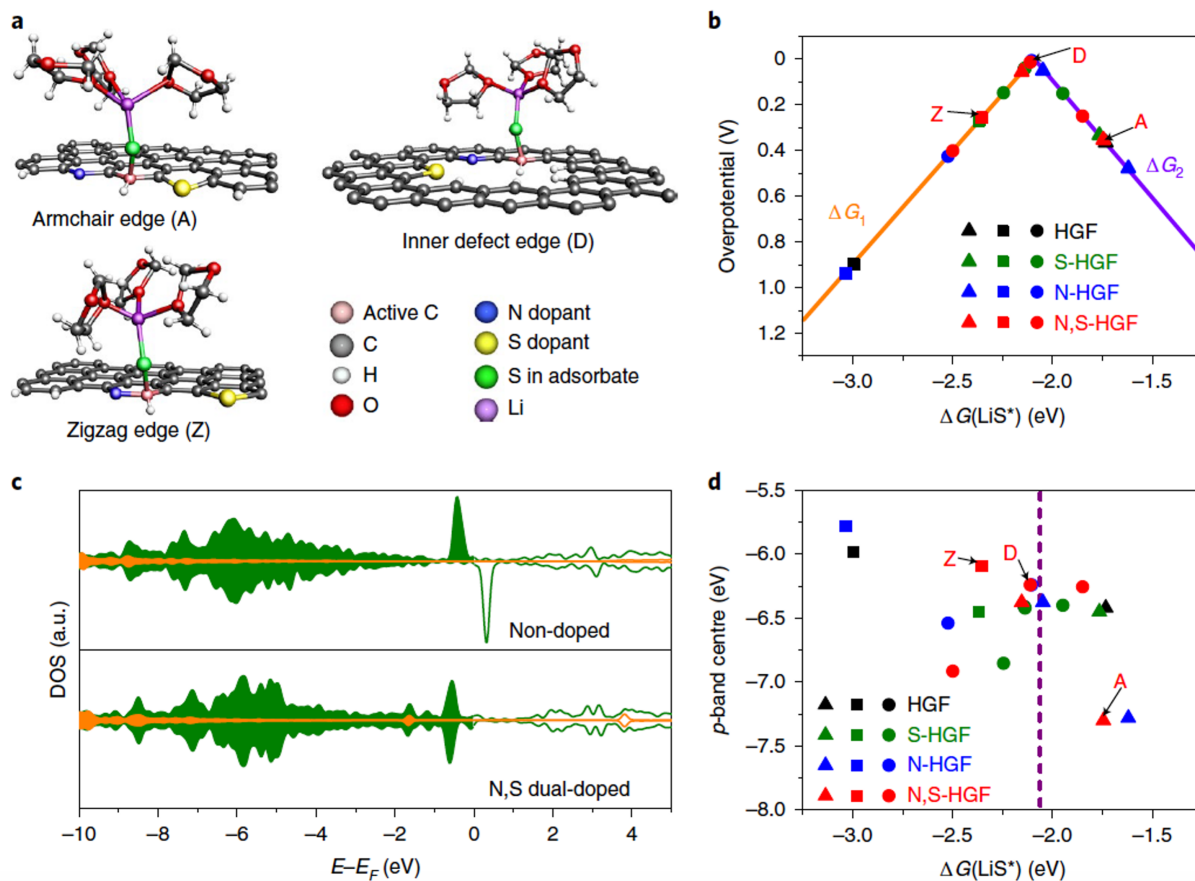 a
Armchair edge (A)
Inner defect edge (D)
Zigzag edge (Z)
Active C
C
H
O
N dopant
S dopant
S in adsorbate
Li
b
0
0.2
0.4
0.6
0.8
1.0
1.2
Overpotential (V)
D
Z
A
ΔG1
ΔG2
HGF
S-HGF
N-HGF
N,S-HGF
−3.0 −2.5 −2.0 −1.5
ΔG(LiS*) (eV)
c
DOS (a.u.)
Non-doped
N,S dual-doped
−10 −8 −6 −4 −2 0 2 4
E–EF (eV)
d
−5.5
−6.0
−6.5
−7.0
−7.5
−8.0
p-band centre (eV)
Z
D
A
HGF
S-HGF
N-HGF
N,S-HGF
−3.0 −2.5 −2.0 −1.5
ΔG(LiS*) (eV)